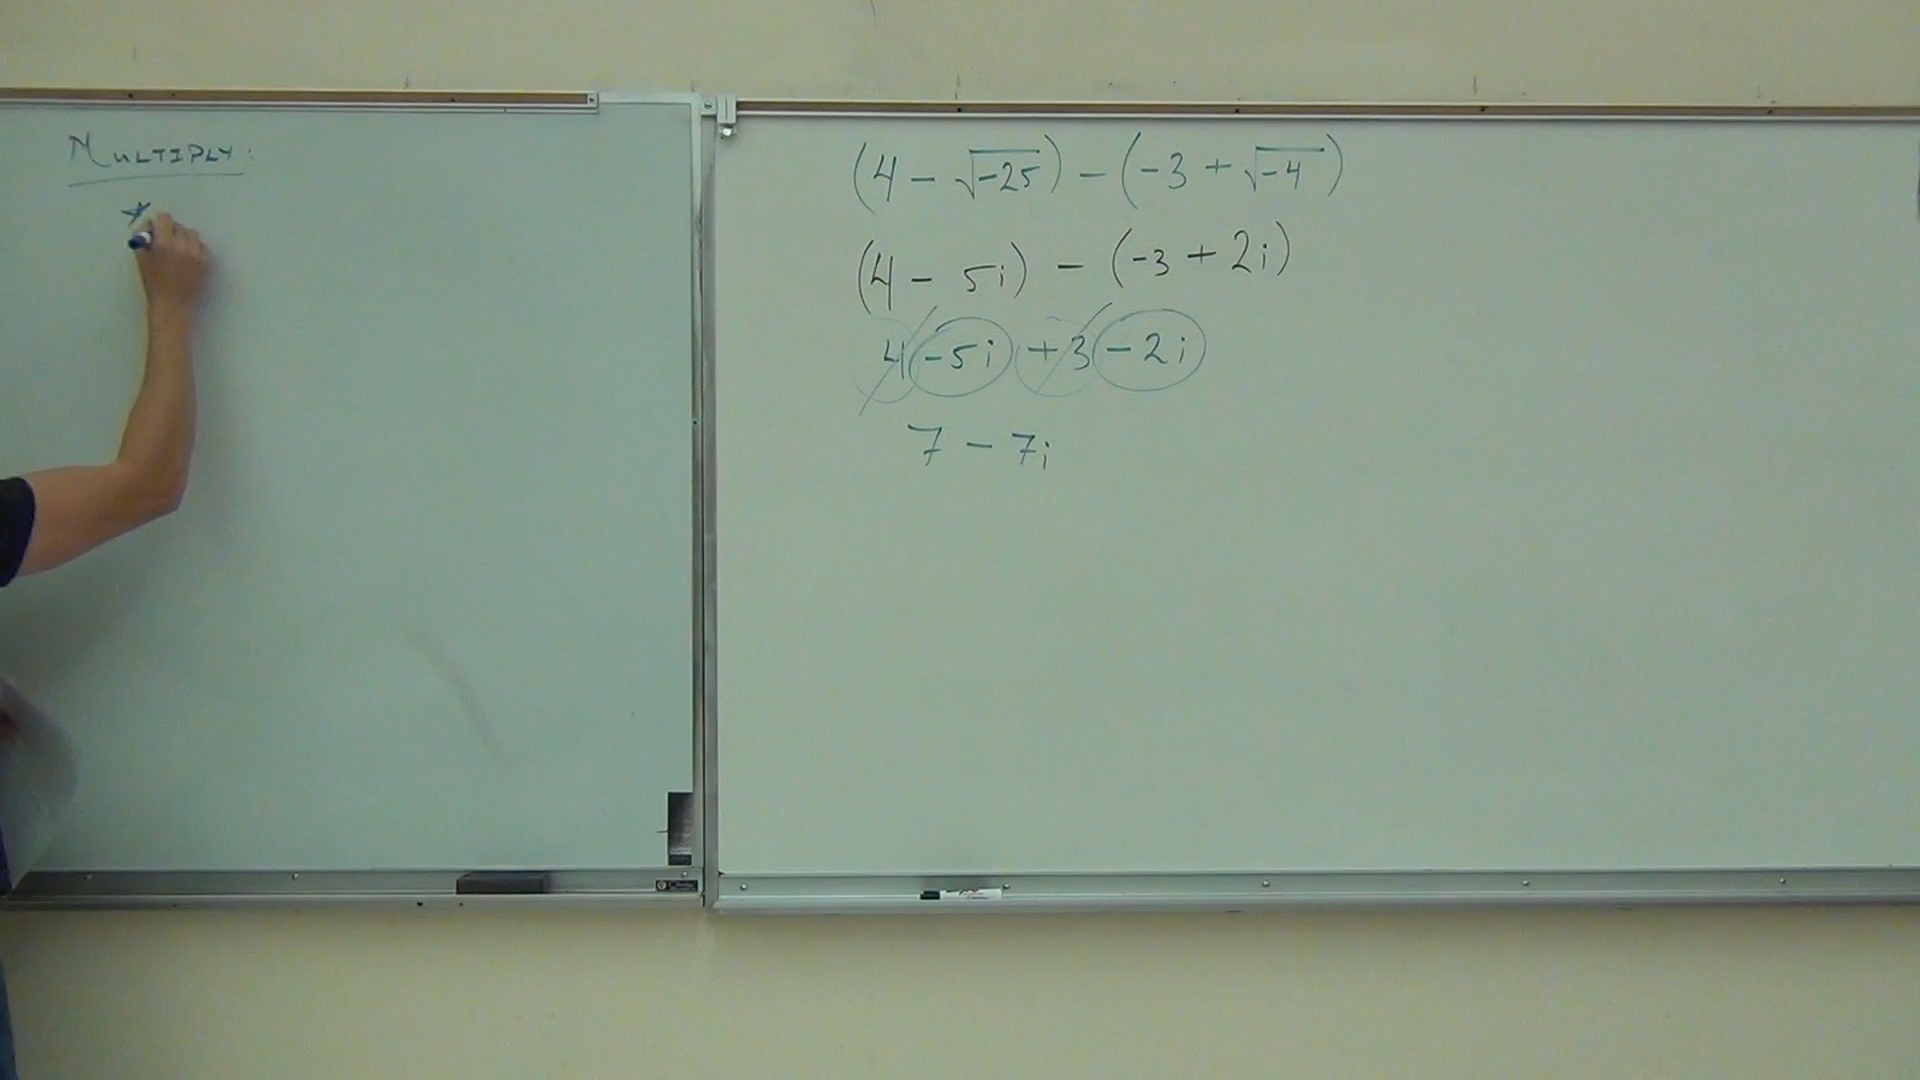 MULTIPLY:
(4 - √-25) - (-3 + √-4)
(4 - 5i) - (-3 + 2i)
4 - 5i + 3 - 2i
7 - 7i